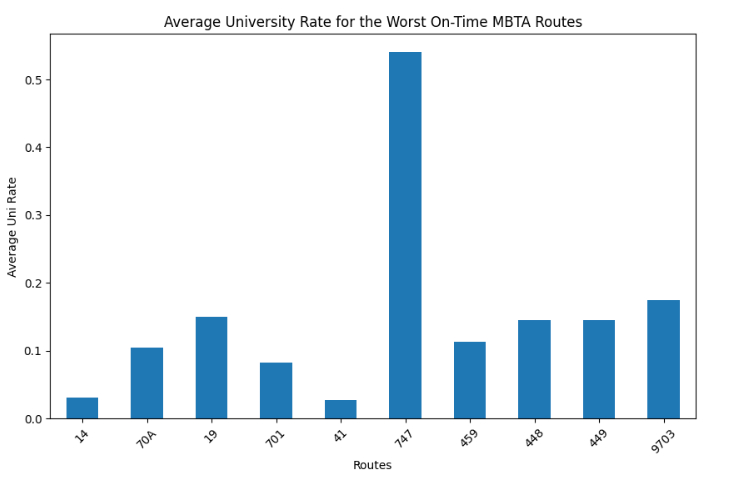 Average University Rate for the Worst On-Time MBTA Routes
Average Uni Rate
0.5
0.4
0.3
0.2
0.1
0.0
14 70A 19 701 41 747 459 448 449 9703
Routes